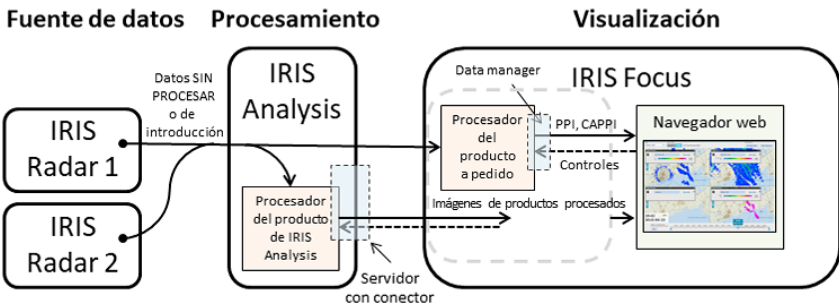 Fuente de datos
Procesamiento
Visualización
IRIS
Radar 1
IRIS
Radar 2
Datos SIN
PROCESAR
o de
introducción
IRIS
Analysis
Procesador
del producto
de IRIS
Analysis
Servidor
con conector
Data manager
IRIS Focus
Procesador
del
producto
a pedido
PPI, CAPPI
Controles
Imágenes de productos procesados
Navegador web